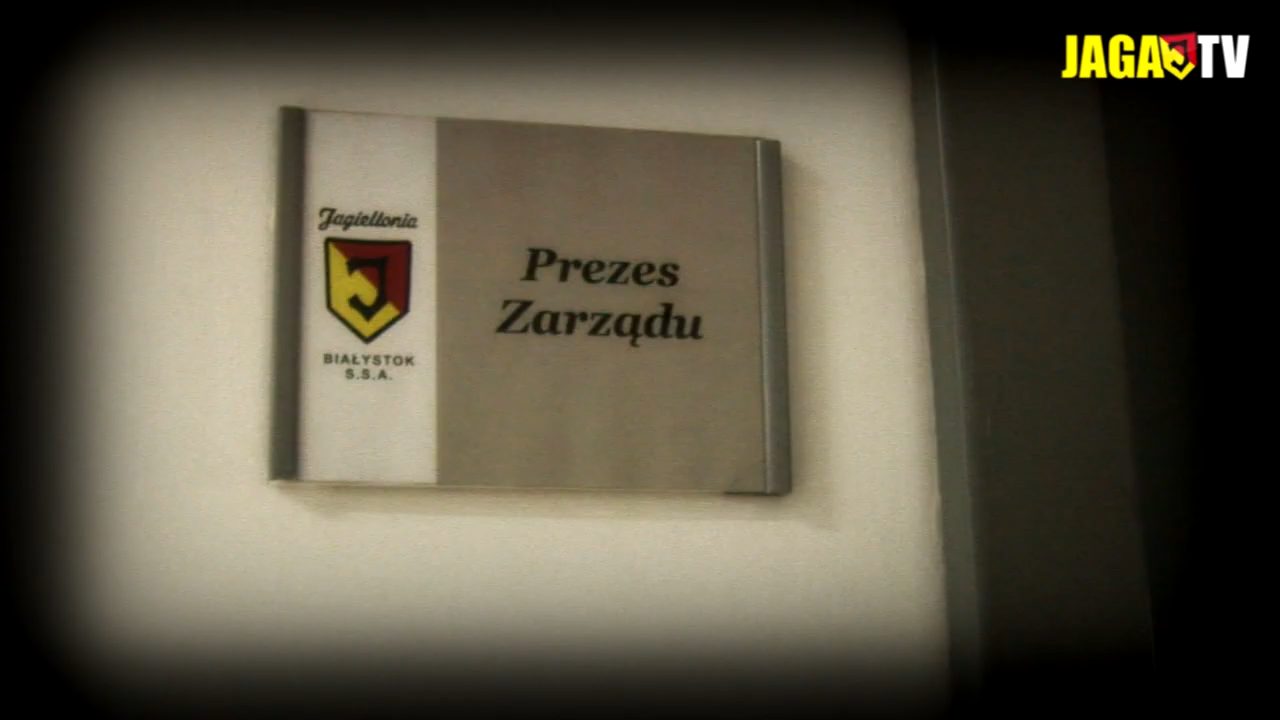 JAGA TV
Jagiellonia
BIAŁYSTOK
S.S.A.
Prezes
Zarządu